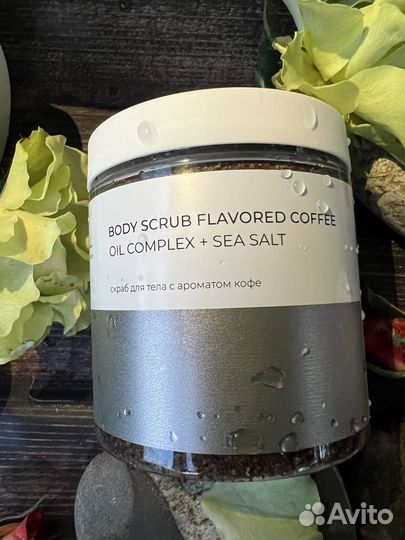 BODY SCRUB FLAVORED COFFEE
OIL COMPLEX + SEA SALT
скраб для тела с ароматом кофе
Avito